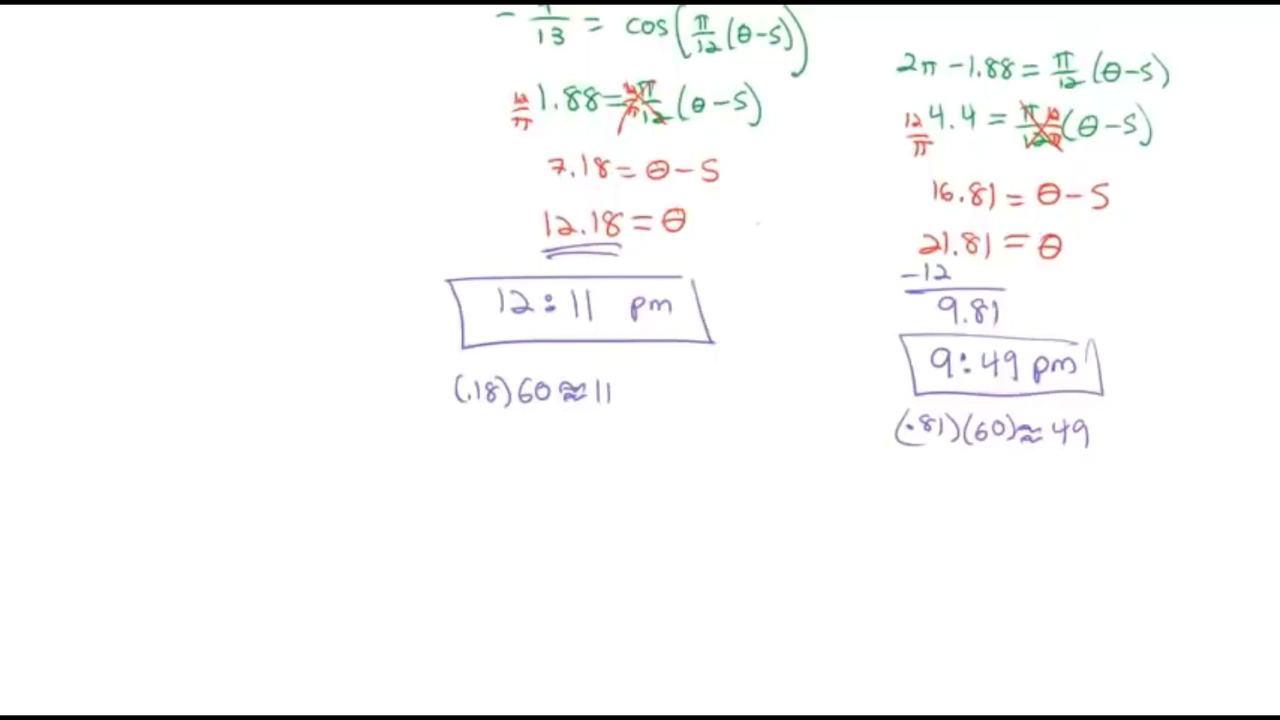 - /13 = cos(π/12 (θ-5))
12/π 1.88 = 12/π π/12 (θ-5)
7.18 = θ-5
12.18 = θ
12:11 pm
(.18)60≈11
2π -1.88 = π/12 (θ-5)
12/π 4.4 = π/12 12/π (θ-5)
16.81 = θ-5
21.81 = θ
-12
9.81
9:49 pm
(.81)(60)≈49